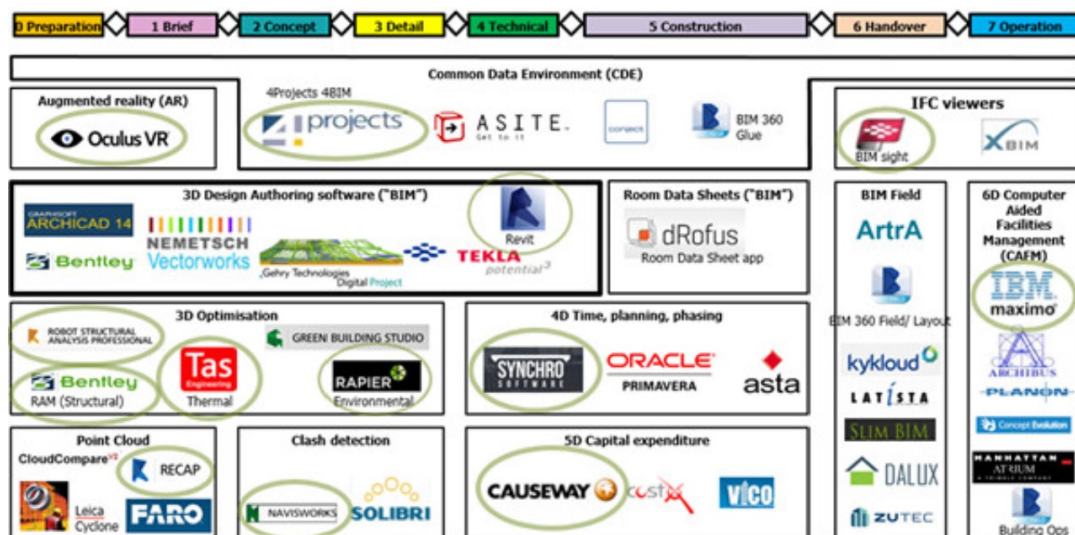 0 Preparation
1 Brief
2 Concept
3 Detail
4 Technical
5 Construction
6 Handover
7 Operation
Common Data Environment (CDE)
Augmented reality (AR)
Oculus VR
4Projects 4BIM
4projects
ASITE
Get to it
conject
BIM 360
Glue
IFC viewers
BIM sight
XBIM
3D Design Authoring software ("BIM")
GRAPHISOFT
ARCHICAD 14
Bentley
NEMETSCH
Vectorworks
Gehry Technologies
Digital Project
TEKLA
potential³
Revit
Room Data Sheets ("BIM")
dRofus
Room Data Sheet app
BIM Field
ArtrA
BIM 360 Field/ Layout
kykloud
LATISTA
SLIM BIM
DALUX
ZUTEC
6D Computer
Aided
Facilities
Management
(CAFM)
IBM
maximo
ARCHIBUS
PLANON
Concept Evolution
MANHATTAN
ATRIUM
A TRIMBLE COMPANY
Building Ops
3D Optimisation
ROBOT STRUCTURAL
ANALYSIS PROFESSIONAL
GREEN BUILDING STUDIO
Bentley
RAM (Structural)
Tas
Engineering
Thermal
RAPIER
Environmental
4D Time, planning, phasing
SYNCHRO
SOFTWARE
ORACLE
PRIMAVERA
asta
Point Cloud
CloudCompare V2
RECAP
Leica
Cyclone
FARO
Clash detection
NAVISWORKS
SOLIBRI
5D Capital expenditure
CAUSEWAY
costX
VICO